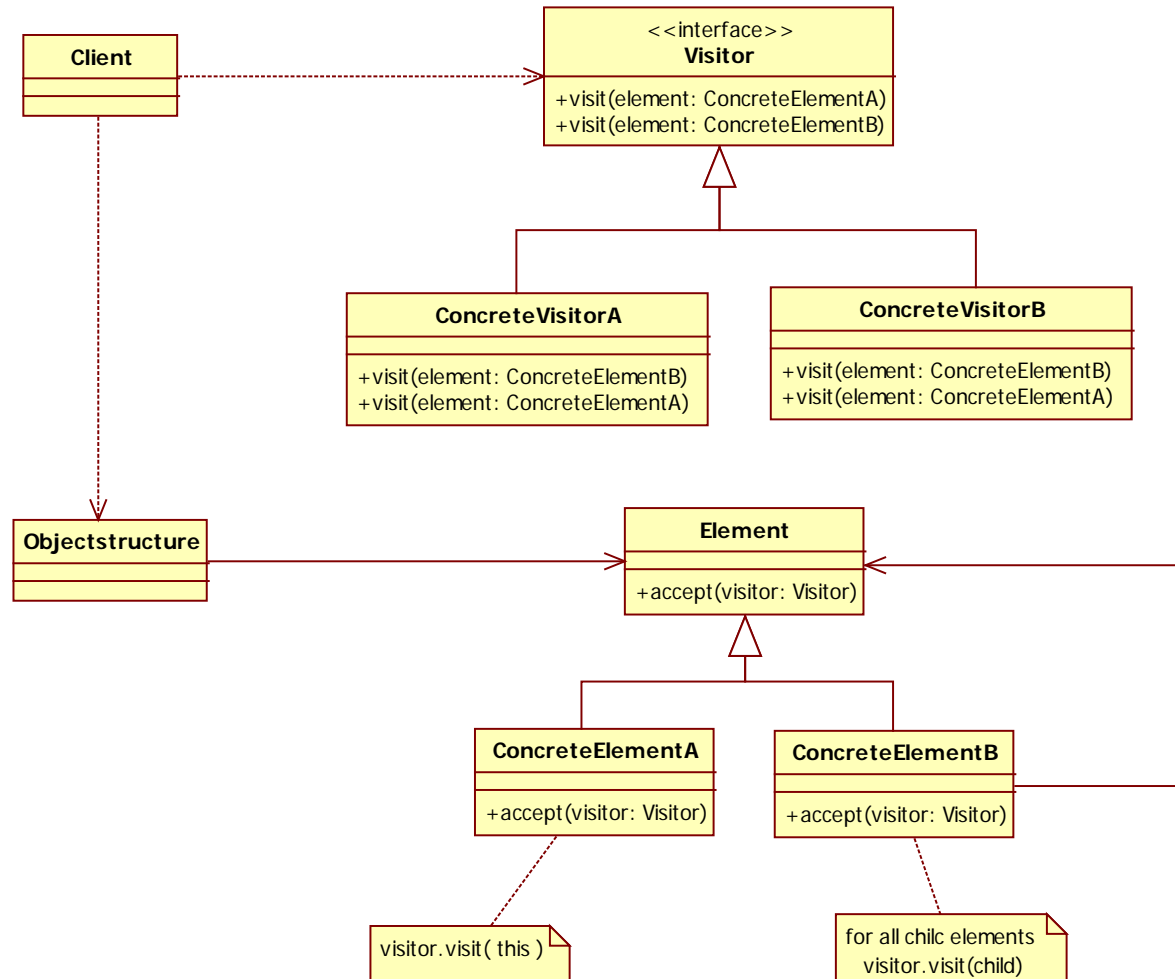 Client
<<interface>>
Visitor
+visit(element: ConcreteElementA)
+visit(element: ConcreteElementB)
ConcreteVisitorA
+visit(element: ConcreteElementB)
+visit(element: ConcreteElementA)
ConcreteVisitorB
+visit(element: ConcreteElementB)
+visit(element: ConcreteElementA)
Objectstructure
Element
+accept(visitor: Visitor)
ConcreteElementA
+accept(visitor: Visitor)
ConcreteElementB
+accept(visitor: Visitor)
visitor.visit( this )
for all chilc elements
visitor.visit(child)